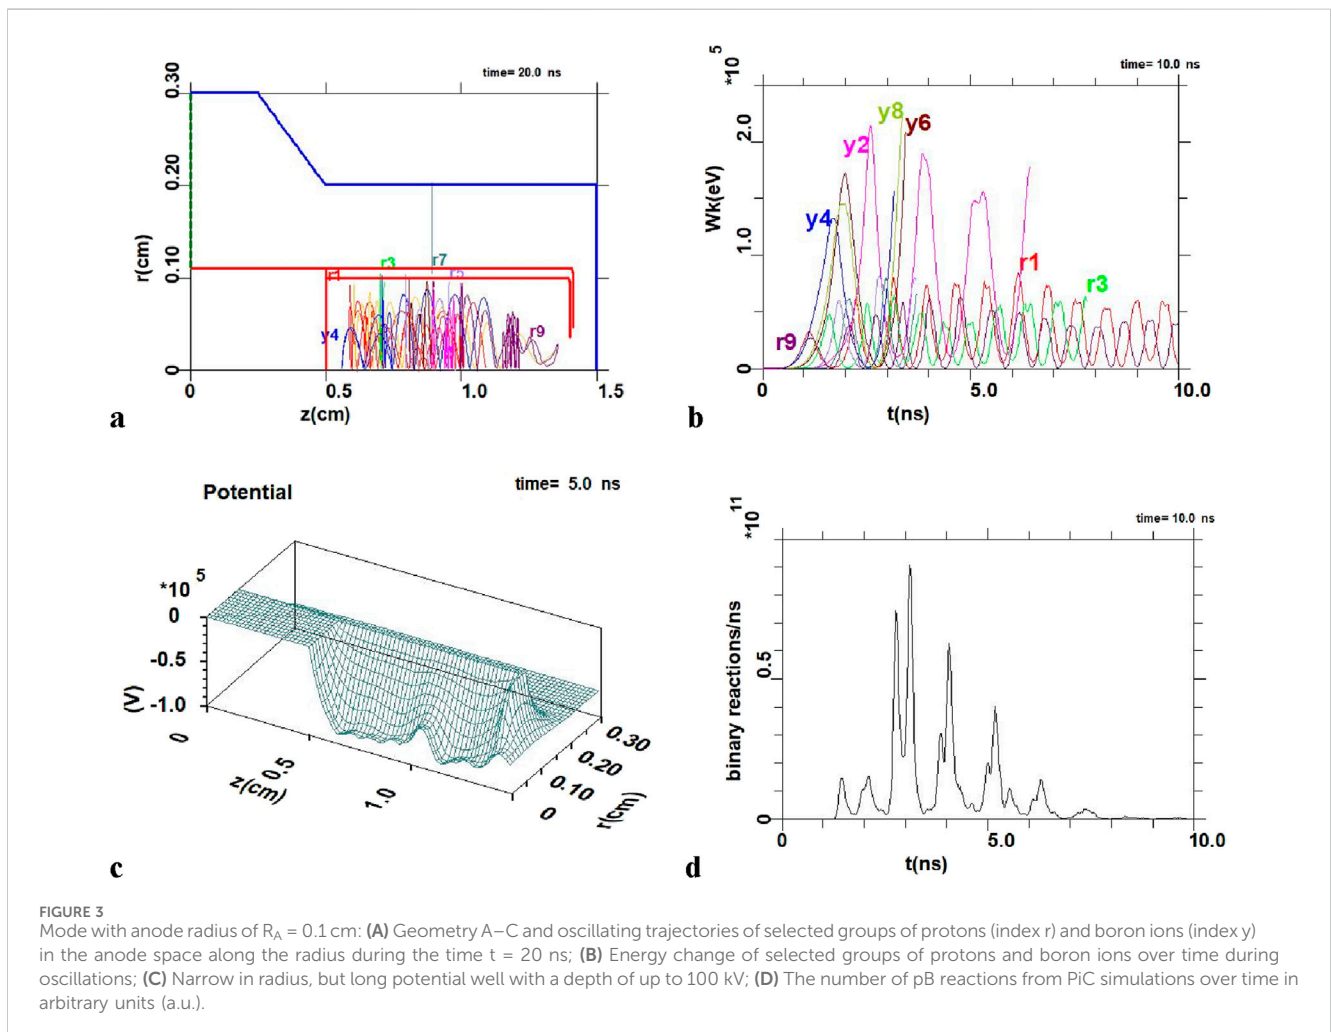 time= 20.0 ns
0.30
0.20
0.10
0
r(cm)
r1
r3
r7
r5
y4
r9
0.5
1.0
1.5
z(cm)
a
*10 5
time= 10.0 ns
2.0
1.0
0
Wk(eV)
y8
y6
y2
y4
r1
r3
r9
0
5.0
10.0
t(ns)
b
Potential
time= 5.0 ns
*10 5
0
-0.5
-1.0
(V)
0
0.5
1.0
z(cm)
0.30
0.20
0.10
0
r(cm)
c
*10 11
time= 10.0 ns
0.5
0
binary reactions/ns
0
5.0
10.0
t(ns)
d
FIGURE 3
Mode with anode radius of RA = 0.1 cm: (A) Geometry A–C and oscillating trajectories of selected groups of protons (index r) and boron ions (index y)
in the anode space along the radius during the time t = 20 ns; (B) Energy change of selected groups of protons and boron ions over time during
oscillations; (C) Narrow in radius, but long potential well with a depth of up to 100 kV; (D) The number of pB reactions from PiC simulations over time in
arbitrary units (a.u.).